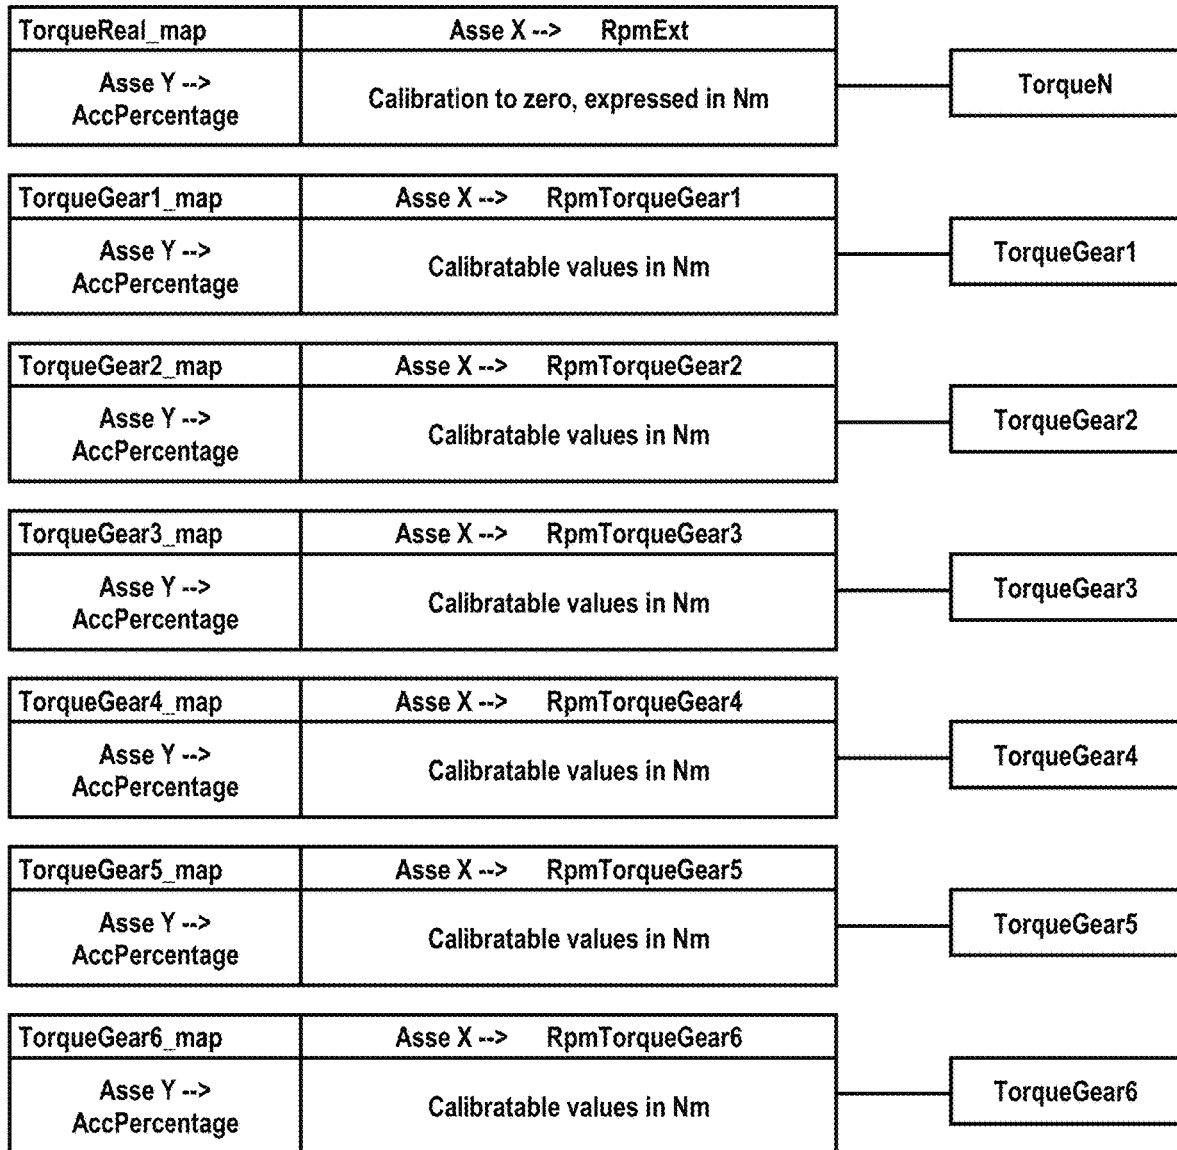 TorqueReal_map
Asse X --> RpmExt
Asse Y -->
AccPercentage
Calibration to zero, expressed in Nm
TorqueN
TorqueGear1_map
Asse X --> RpmTorqueGear1
Asse Y -->
AccPercentage
Calibratable values in Nm
TorqueGear1
TorqueGear2_map
Asse X --> RpmTorqueGear2
Asse Y -->
AccPercentage
Calibratable values in Nm
TorqueGear2
TorqueGear3_map
Asse X --> RpmTorqueGear3
Asse Y -->
AccPercentage
Calibratable values in Nm
TorqueGear3
TorqueGear4_map
Asse X --> RpmTorqueGear4
Asse Y -->
AccPercentage
Calibratable values in Nm
TorqueGear4
TorqueGear5_map
Asse X --> RpmTorqueGear5
Asse Y -->
AccPercentage
Calibratable values in Nm
TorqueGear5
TorqueGear6_map
Asse X --> RpmTorqueGear6
Asse Y -->
AccPercentage
Calibratable values in Nm
TorqueGear6